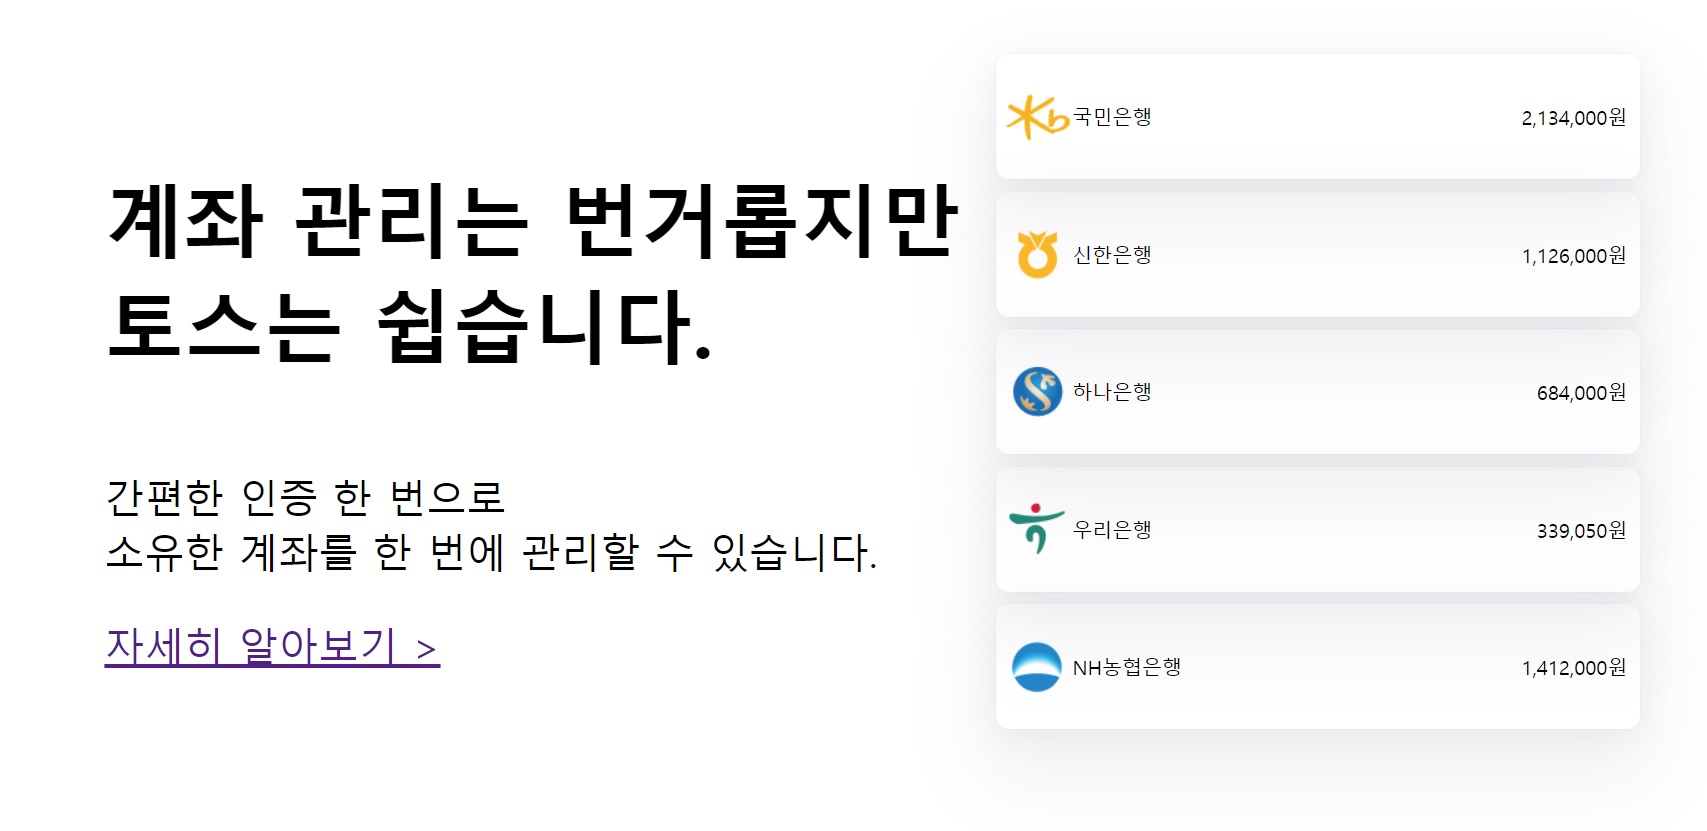 계좌 관리는 번거롭지만
토스는 쉽습니다.
간편한 인증 한 번으로
소유한 계좌를 한 번에 관리할 수 있습니다.
자세히 알아보기 >
국민은행 2,134,000원
신한은행 1,126,000원
하나은행 684,000원
우리은행 339,050원
NH농협은행 1,412,000원